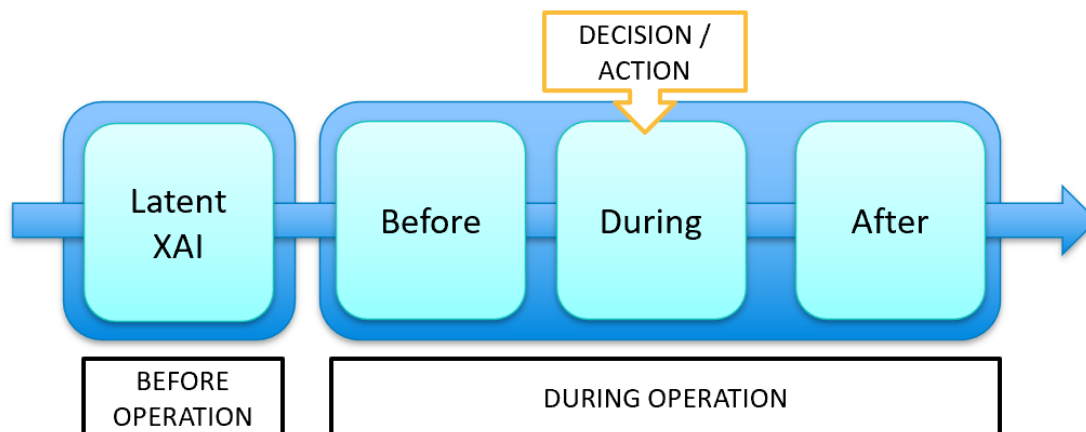 DECISION /
ACTION
Latent
XAI
Before
During
After
BEFORE
OPERATION
DURING OPERATION